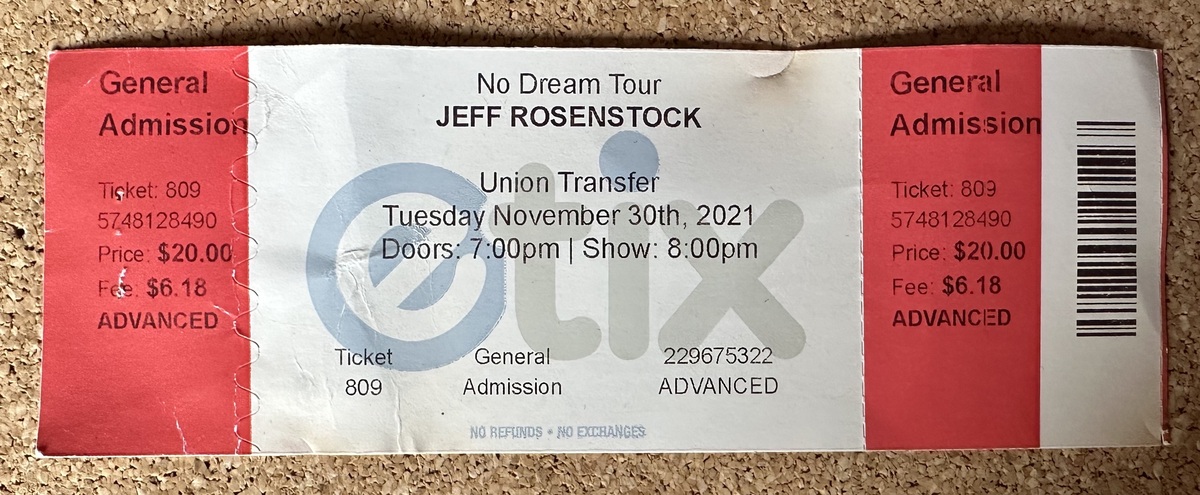 General
Admission
Ticket: 809
5748128490
Price: $20.00
Fee: $6.18
ADVANCED
No Dream Tour
JEFF ROSENSTOCK
etix
Union Transfer
Tuesday November 30th, 2021
Doors: 7:00pm | Show: 8:00pm
Ticket General 229675322
809 Admission ADVANCED
NO REFUNDS • NO EXCHANGES
General
Admission
Ticket: 809
5748128490
Price: $20.00
Fee: $6.18
ADVANCED